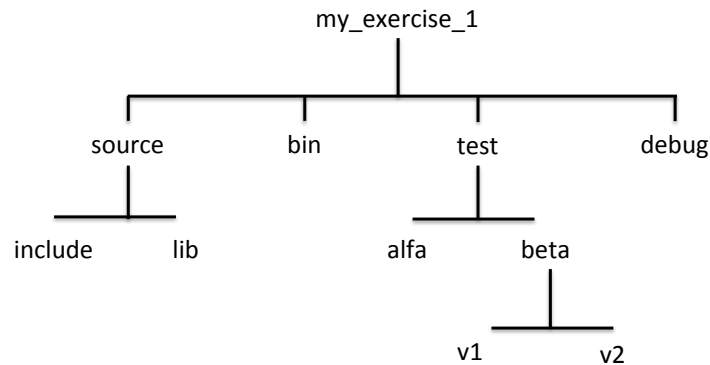 my_exercise_1
source bin test debug
include lib alfa beta
v1 v2